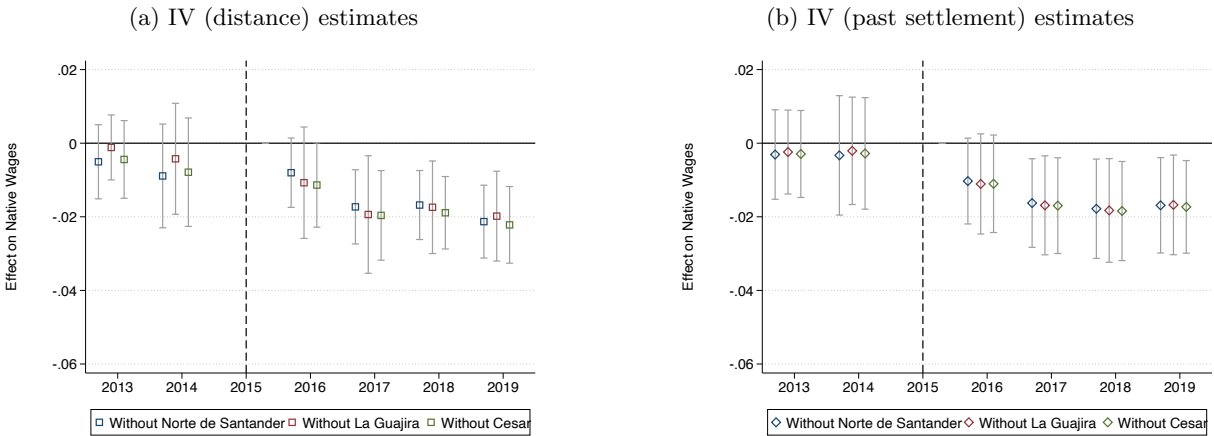 (a) IV (distance) estimates
Effect on Native Wages
.02
0
-.02
-.04
-.06
2013 2014 2015 2016 2017 2018 2019
Without Norte de Santander Without La Guajira Without Cesar
(b) IV (past settlement) estimates
Effect on Native Wages
.02
0
-.02
-.04
-.06
2013 2014 2015 2016 2017 2018 2019
Without Norte de Santander Without La Guajira Without Cesar